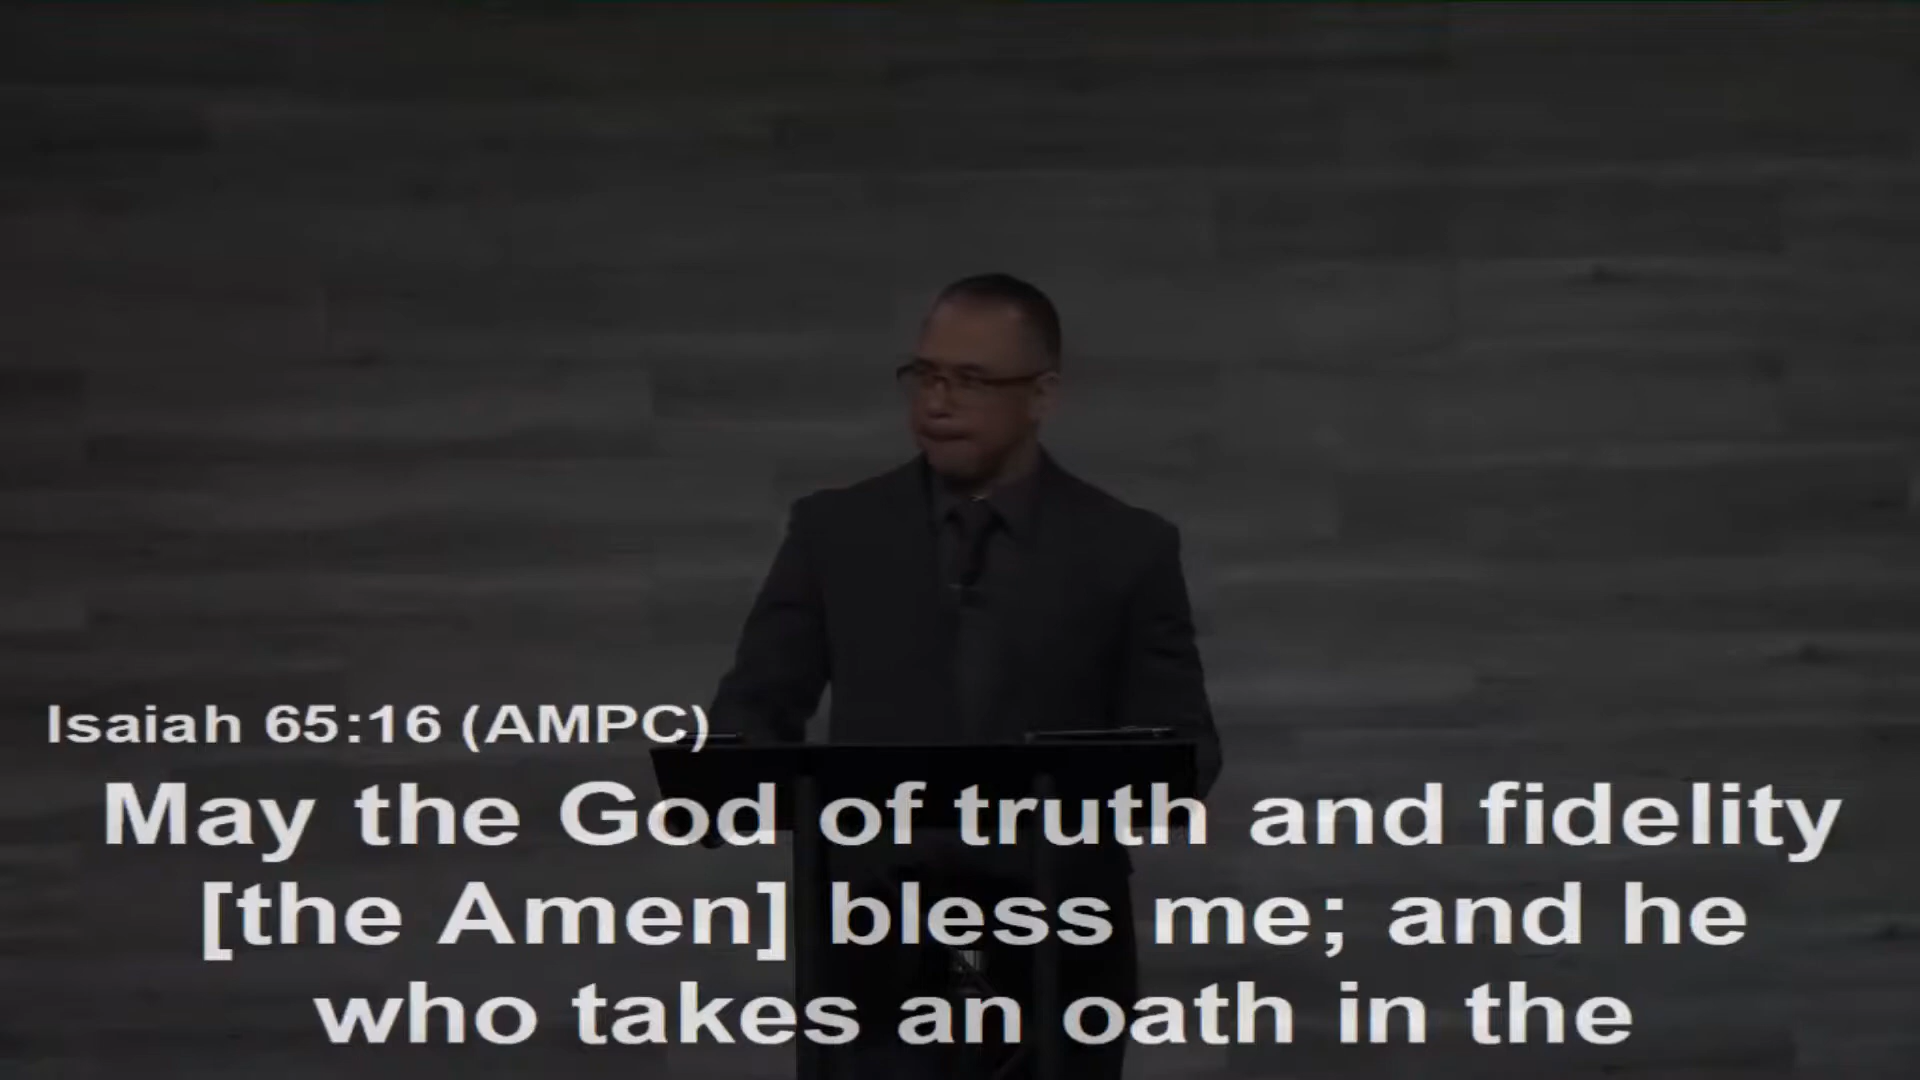 Isaiah 65:16 (AMPC)
May the God of truth and fidelity
[the Amen] bless me; and he
who takes an oath in the